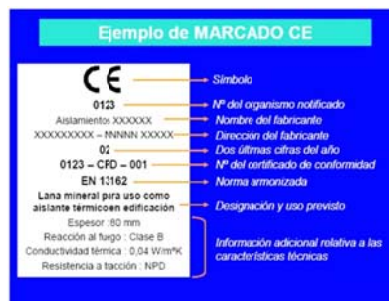 Ejemplo de MARCADO CE
CE
Símbolo
0123
Nº del organismo notificado
Aislamientos XXXXXX
Nombre del fabricante
XXXXXXXXX – NNNNN XXXXX
Dirección del fabricante
02
Dos últimas cifras del año
0123 – CPD – 001
Nº del certificado de conformidad
EN 13162
Norma armonizada
Lana mineral para uso como
aislante térmico en edificación
Designación y uso previsto
Espesor :80 mm
Reacción al fuego : Clase B
Conductividad térmica : 0,04 W/mºK
Resistencia a tracción : NPD
Información adicional relativa a las
características técnicas